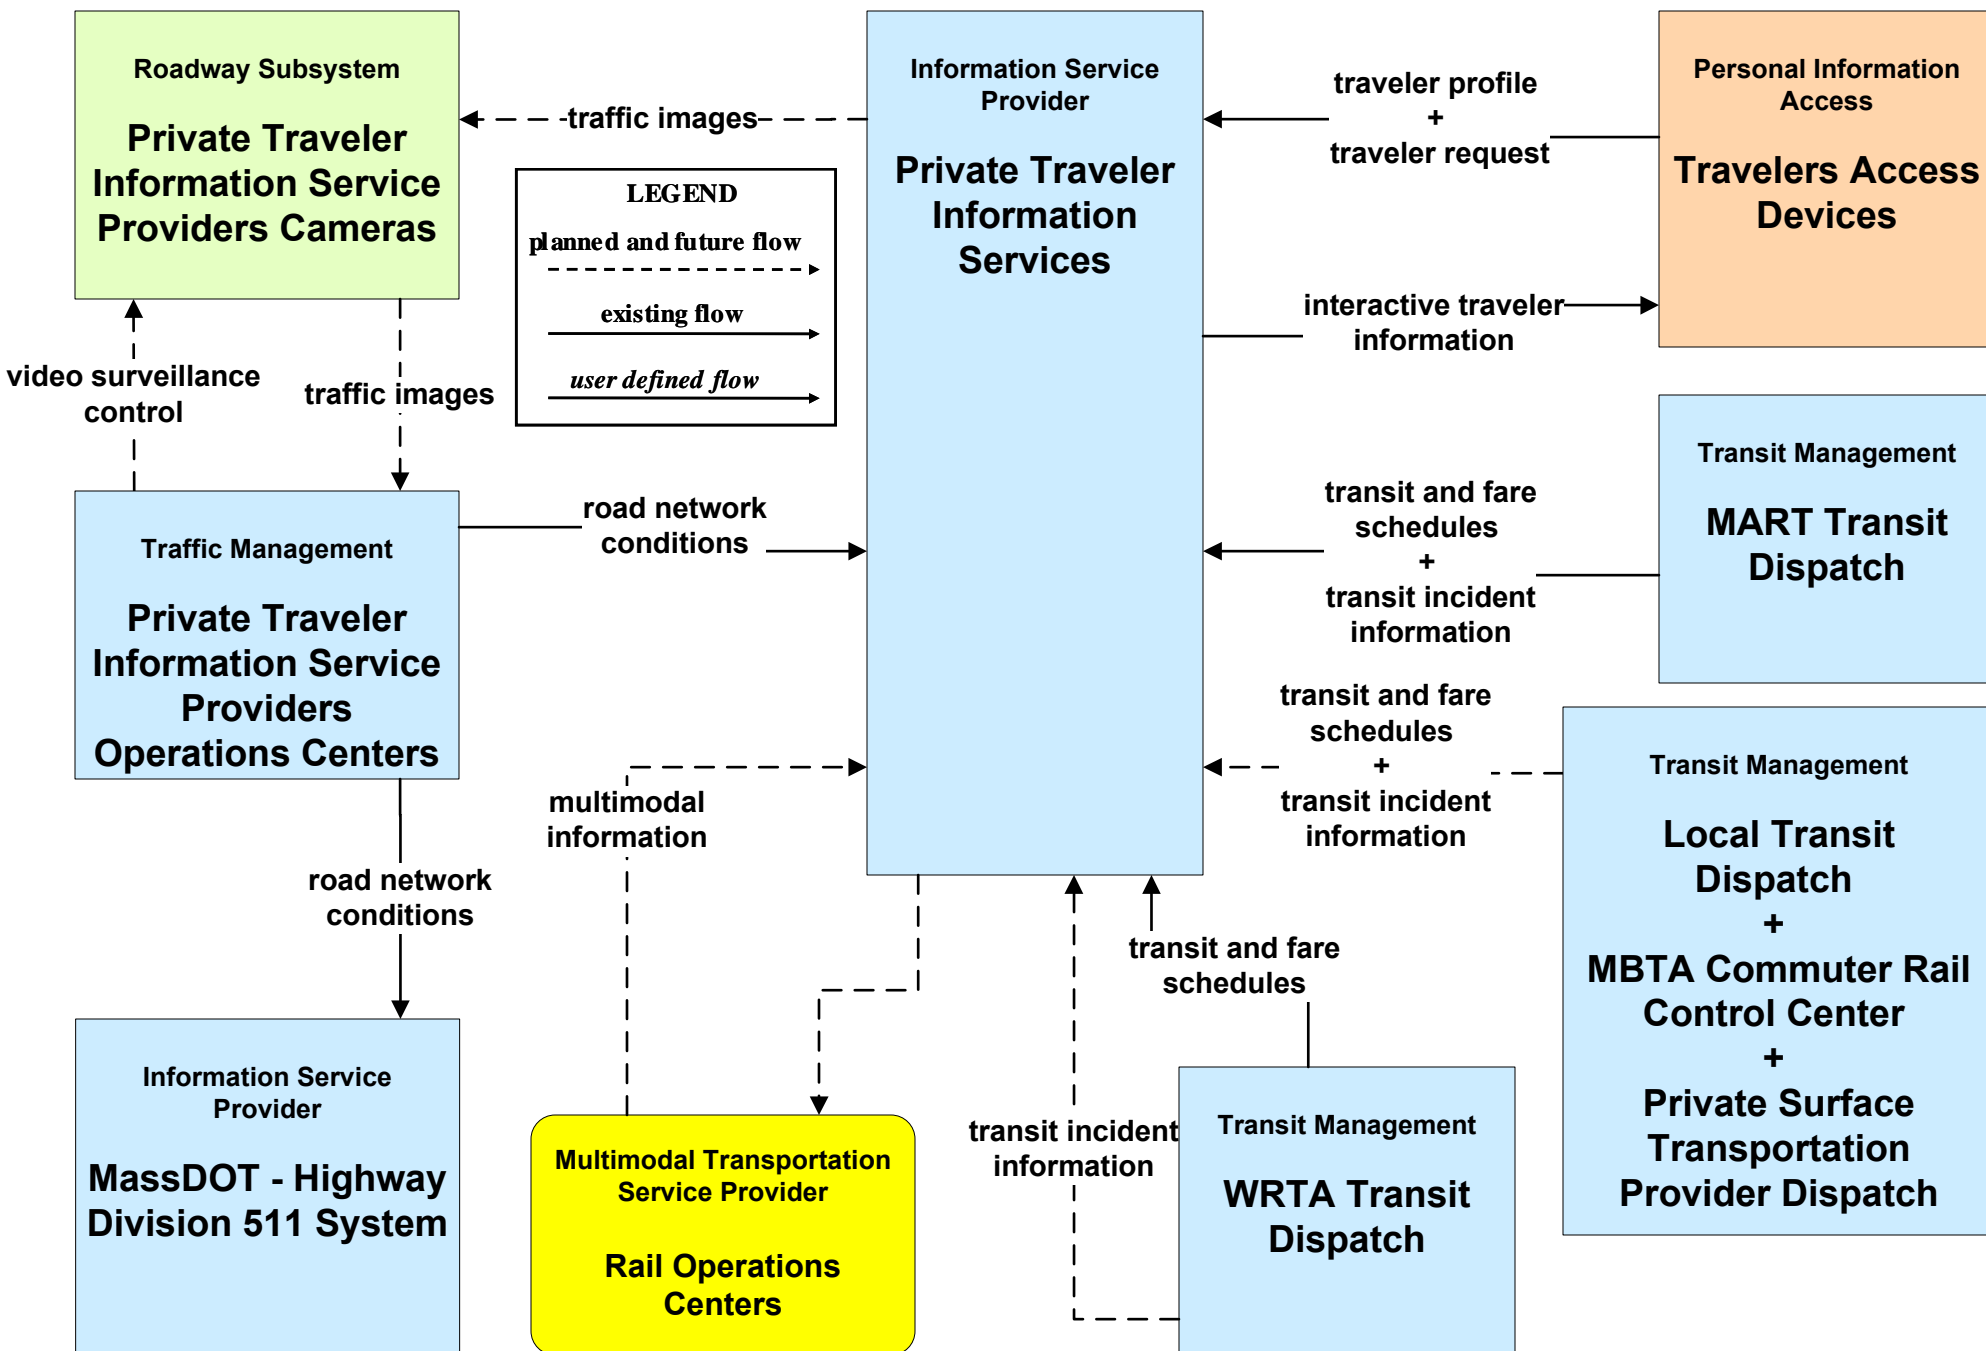 Roadway Subsystem
Private Traveler
Information Service
Providers Cameras
traffic images
Information Service
Provider
Private Traveler
Information
Services
traveler profile
+
traveler request
Personal Information
Access
Travelers Access
Devices
LEGEND
planned and future flow
existing flow
user defined flow
interactive traveler
information
video surveillance
control
traffic images
Transit Management
MART Transit
Dispatch
transit and fare
schedules
+
transit incident
information
road network
conditions
Traffic Management
Private Traveler
Information Service
Providers
Operations Centers
transit and fare
schedules
+
transit incident
information
Transit Management
Local Transit
Dispatch
+
MBTA Commuter Rail
Control Center
+
Private Surface
Transportation
Provider Dispatch
multimodal
information
road network
conditions
transit and fare
schedules
Information Service
Provider
MassDOT - Highway
Division 511 System
Multimodal Transportation
Service Provider
Rail Operations
Centers
transit incident
information
Transit Management
WRTA Transit
Dispatch